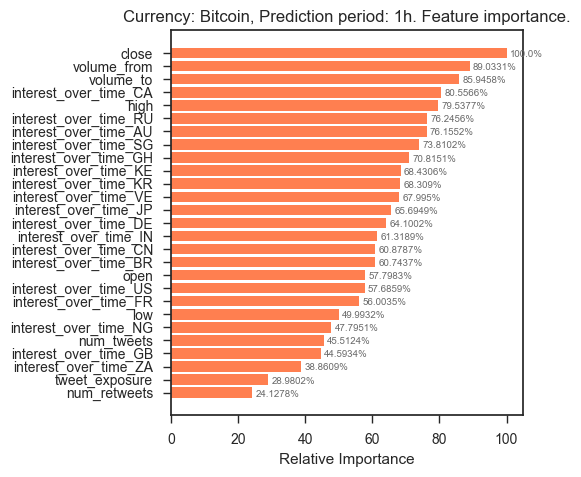 Currency: Bitcoin, Prediction period: 1h. Feature importance.
close 100.0%
volume_from 89.0331%
volume_to 85.9458%
interest_over_time_CA 80.5566%
high 79.5377%
interest_over_time_RU 76.2456%
interest_over_time_AU 76.1552%
interest_over_time_SG 73.8102%
interest_over_time_GH 70.8151%
interest_over_time_KE 68.4306%
interest_over_time_KR 68.309%
interest_over_time_VE 67.995%
interest_over_time_JP 65.6949%
interest_over_time_DE 64.1002%
interest_over_time_IN 61.3189%
interest_over_time_CN 60.8787%
interest_over_time_BR 60.7437%
open 57.7983%
interest_over_time_US 57.6859%
interest_over_time_FR 56.0035%
low 49.9932%
interest_over_time_NG 47.7951%
num_tweets 45.5124%
interest_over_time_GB 44.5934%
interest_over_time_ZA 38.8609%
tweet_exposure 28.9802%
num_retweets 24.1278%
0 20 40 60 80 100
Relative Importance